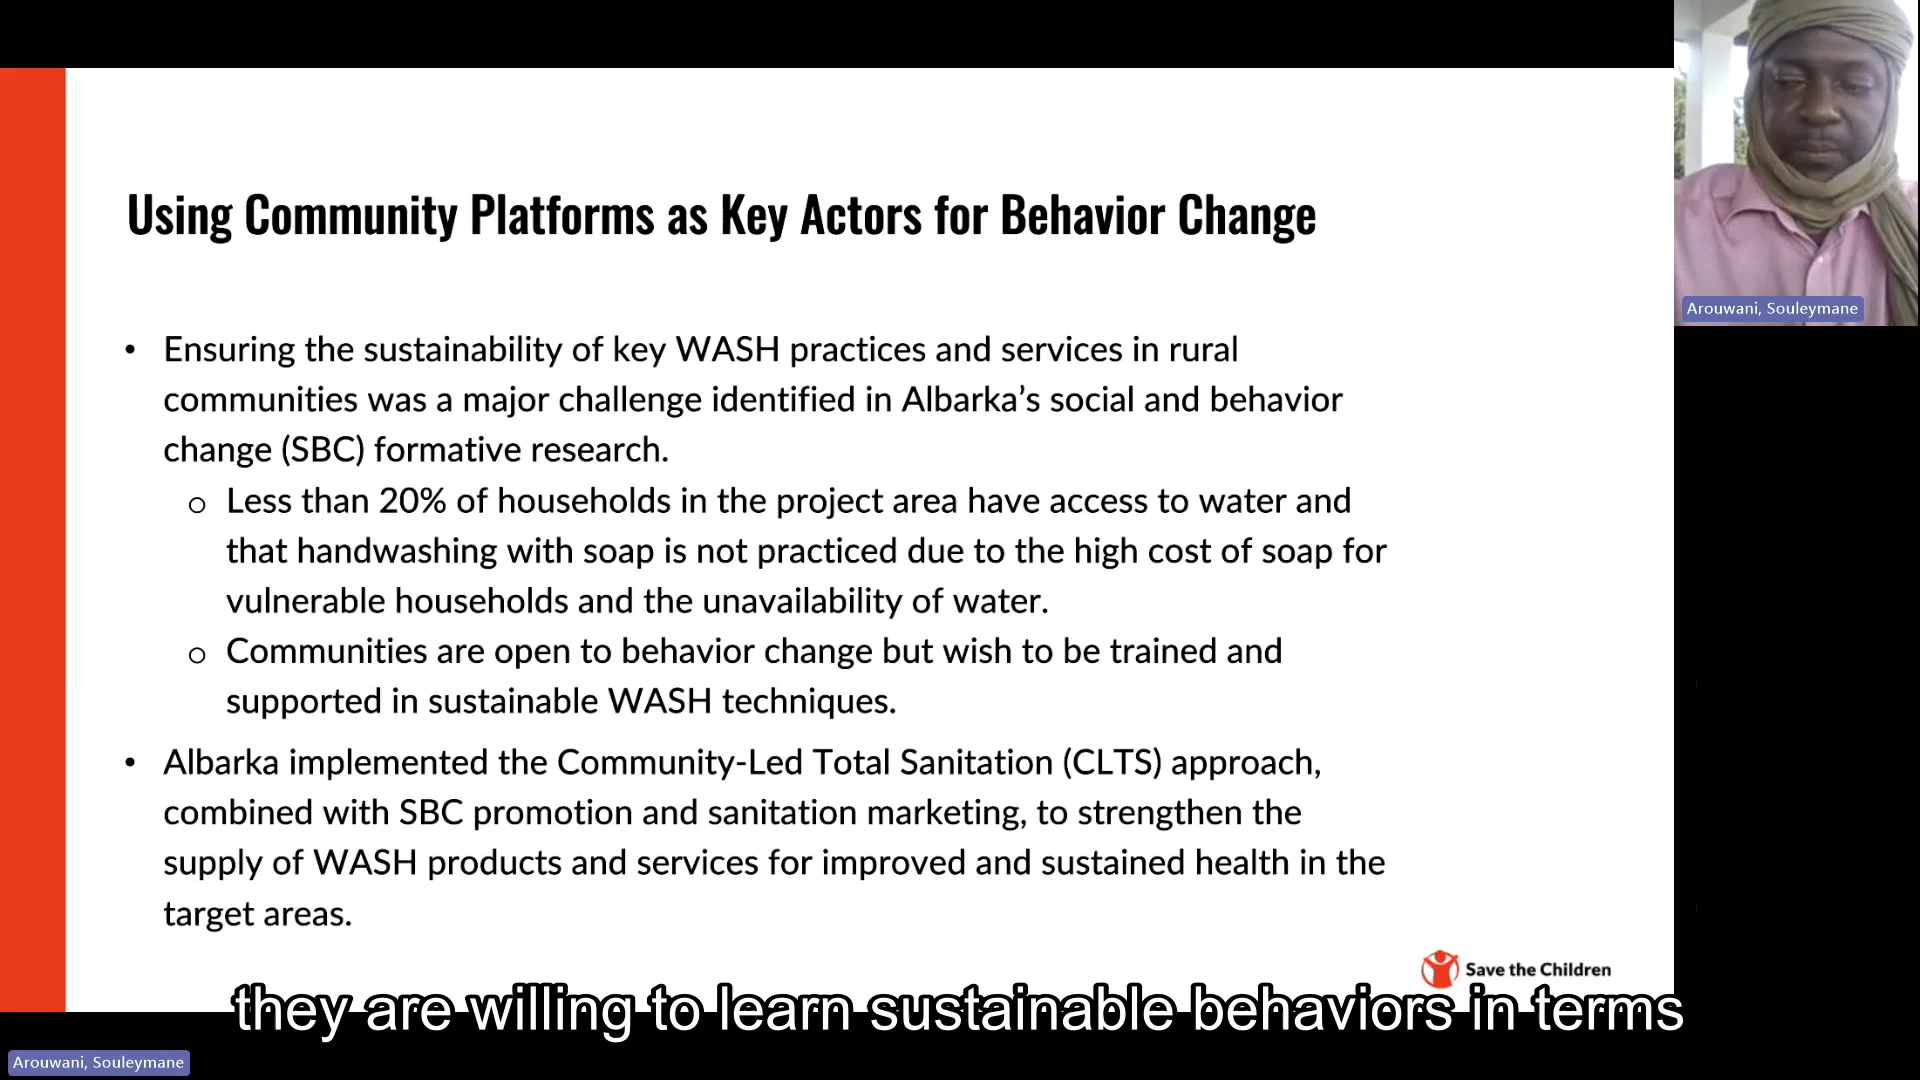 Using Community Platforms as Key Actors for Behavior Change
Arouwani, Souleymane
• Ensuring the sustainability of key WASH practices and services in rural
communities was a major challenge identified in Albarka’s social and behavior
change (SBC) formative research.
o Less than 20% of households in the project area have access to water and
that handwashing with soap is not practiced due to the high cost of soap for
vulnerable households and the unavailability of water.
o Communities are open to behavior change but wish to be trained and
supported in sustainable WASH techniques.
• Albarka implemented the Community-Led Total Sanitation (CLTS) approach,
combined with SBC promotion and sanitation marketing, to strengthen the
supply of WASH products and services for improved and sustained health in the
target areas.
Save the Children
they are willing to learn sustainable behaviors in terms
Arouwani, Souleymane